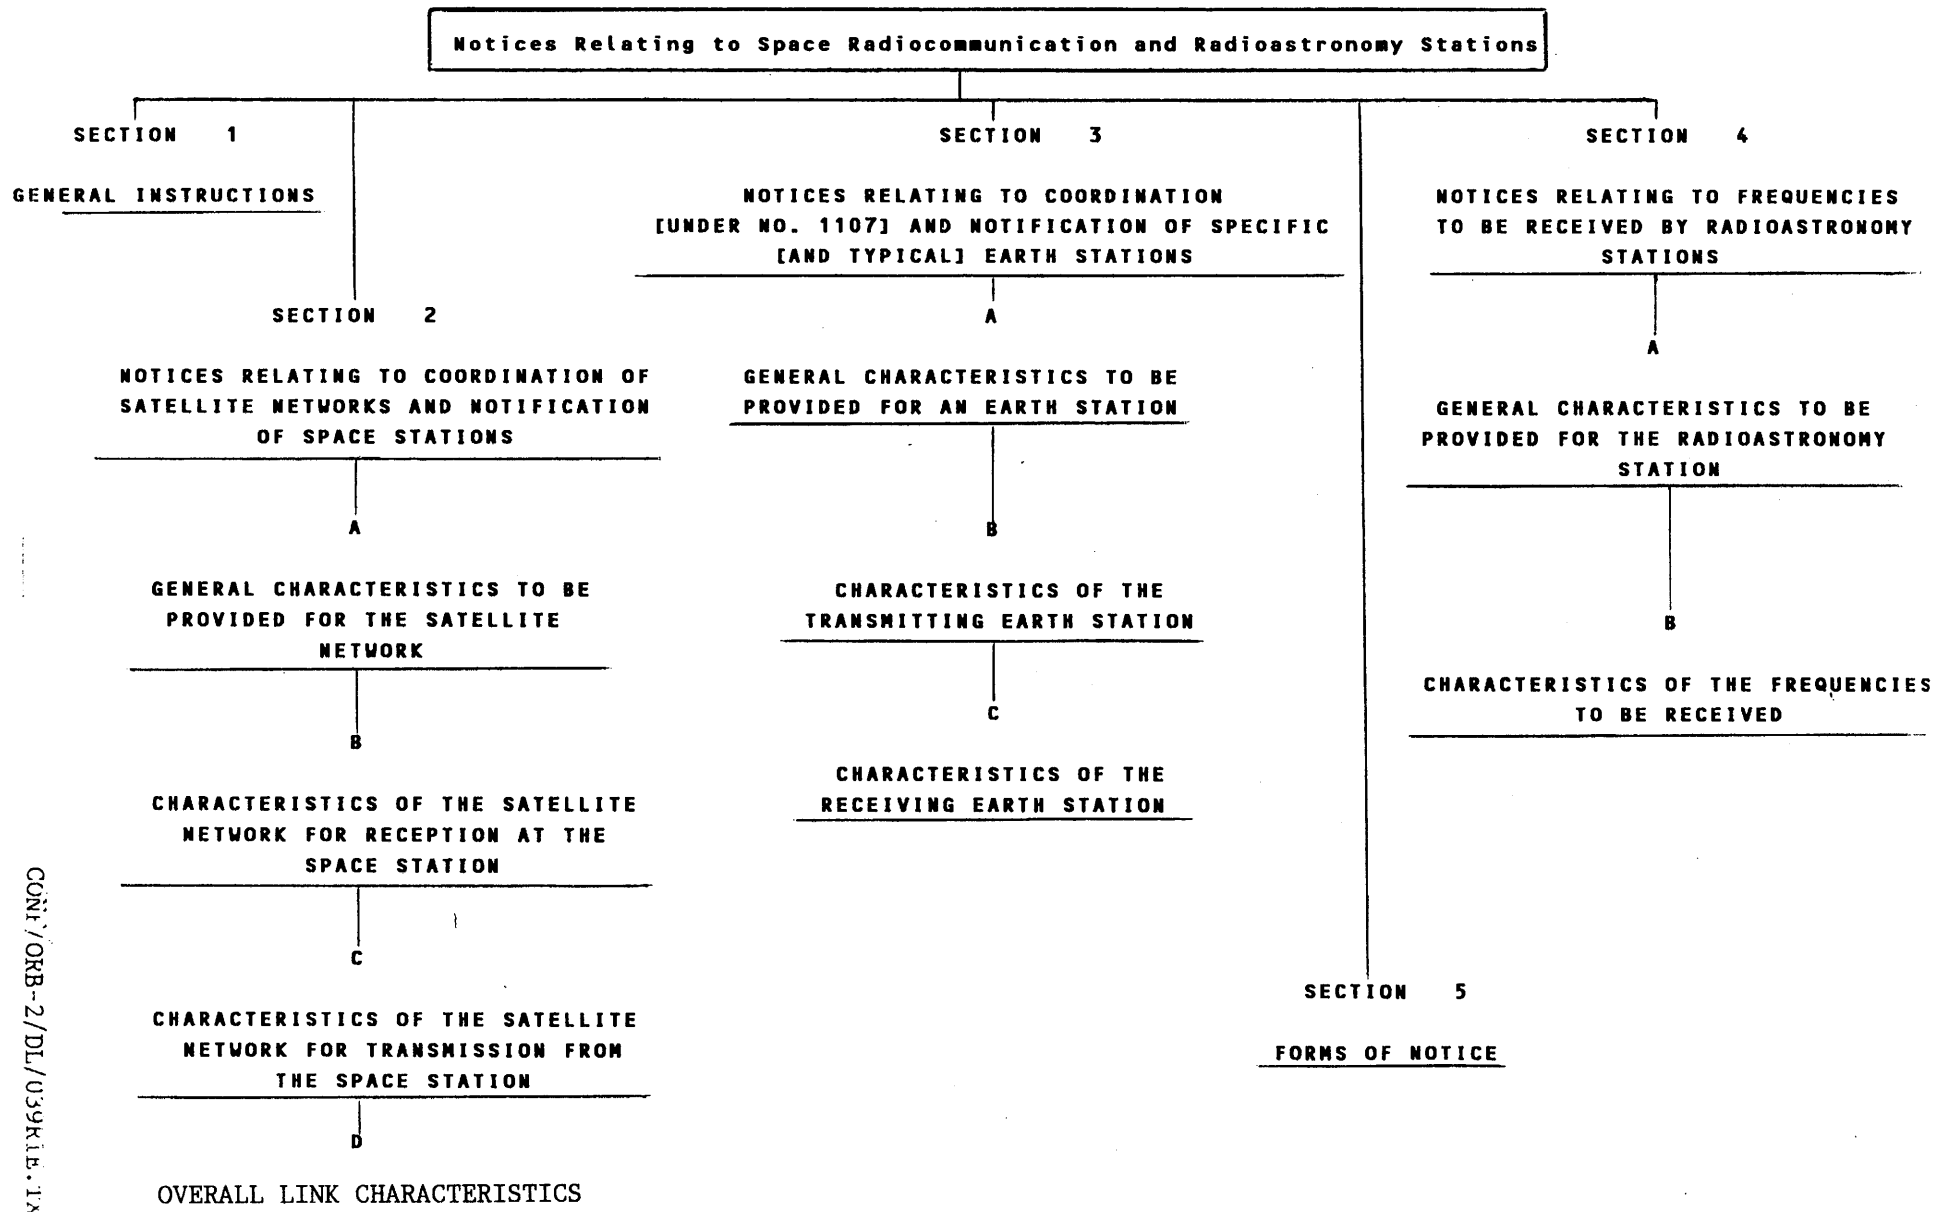 Notices Relating to Space Radiocommunication and Radioastronomy Stations
SECTION 1
GENERAL INSTRUCTIONS
SECTION 2
NOTICES RELATING TO COORDINATION OF
SATELLITE NETWORKS AND NOTIFICATION
OF SPACE STATIONS
A
GENERAL CHARACTERISTICS TO BE
PROVIDED FOR THE SATELLITE
NETWORK
B
CHARACTERISTICS OF THE SATELLITE
NETWORK FOR RECEPTION AT THE
SPACE STATION
C
CHARACTERISTICS OF THE SATELLITE
NETWORK FOR TRANSMISSION FROM
THE SPACE STATION
D
OVERALL LINK CHARACTERISTICS
SECTION 3
NOTICES RELATING TO COORDINATION
[UNDER NO. 1107] AND NOTIFICATION OF SPECIFIC
[AND TYPICAL] EARTH STATIONS
A
GENERAL CHARACTERISTICS TO BE
PROVIDED FOR AN EARTH STATION
B
CHARACTERISTICS OF THE
TRANSMITTING EARTH STATION
C
CHARACTERISTICS OF THE
RECEIVING EARTH STATION
SECTION 4
NOTICES RELATING TO FREQUENCIES
TO BE RECEIVED BY RADIOASTRONOMY
STATIONS
A
GENERAL CHARACTERISTICS TO BE
PROVIDED FOR THE RADIOASTRONOMY
STATION
B
CHARACTERISTICS OF THE FREQUENCIES
TO BE RECEIVED
SECTION 5
FORMS OF NOTICE